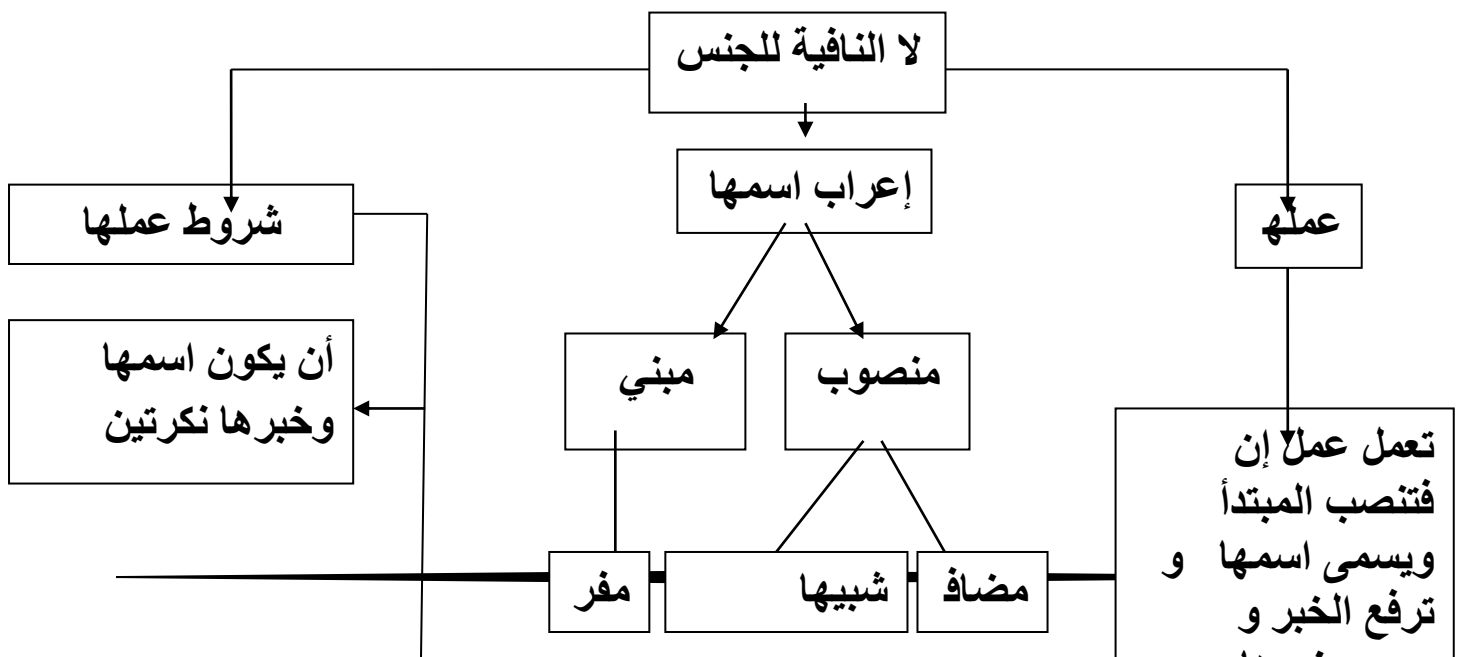 لا النافية للجنس
إعراب اسمها
عمله
شروط عملها
منصوب
مبني
أن يكون اسمها
وخبرها نكرتين
تعمل عمل إن
فتنصب المبتدأ
ويسمى اسمها و
ترفع الخبر و
مضاف
شبيها
مفر